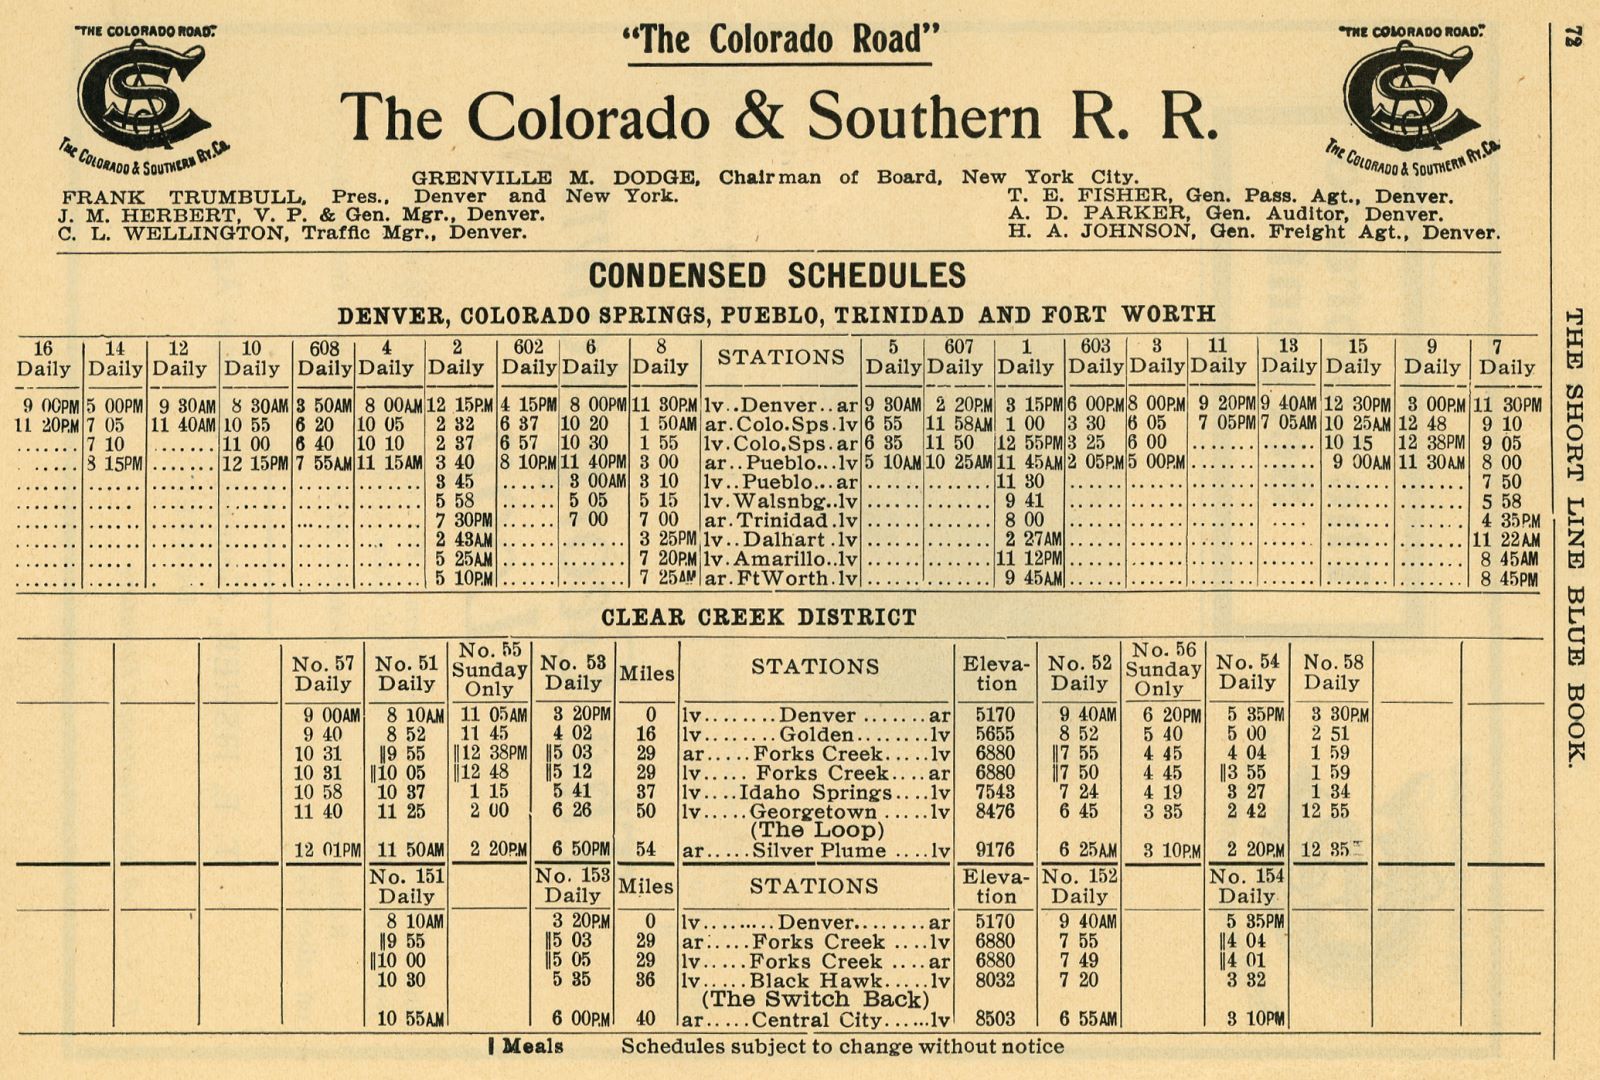 "THE COLORADO ROAD."
THE COLORADO & SOUTHERN RY. CO.
"The Colorado Road"
"THE COLORADO ROAD."
THE COLORADO & SOUTHERN RY. CO.
72
The Colorado & Southern R. R.
GRENVILLE M. DODGE, Chairman of Board, New York City.
FRANK TRUMBULL, Pres., Denver and New York.
T. E. FISHER, Gen. Pass. Agt., Denver.
J. M. HERBERT, V. P. & Gen. Mgr., Denver.
A. D. PARKER, Gen. Auditor, Denver.
C. L. WELLINGTON, Traffic Mgr., Denver.
H. A. JOHNSON, Gen. Freight Agt., Denver.
CONDENSED SCHEDULES
DENVER, COLORADO SPRINGS, PUEBLO, TRINIDAD AND FORT WORTH
16 14 12 10 608 4 2 602 6 8 STATIONS 5 607 1 603 3 11 13 15 9 7
Daily Daily Daily Daily Daily Daily Daily Daily Daily Daily Daily Daily Daily Daily Daily Daily Daily Daily Daily Daily
9 00PM 5 00PM 9 30AM 8 30AM 3 50AM 8 00AM 12 15PM 4 15PM 8 00PM 11 30PM lv..Denver..ar 9 30AM 2 20PM 3 15PM 6 00PM 8 00PM 9 20PM 9 40AM 12 30PM 3 00PM 11 30PM
11 20PM 7 05 11 40AM 10 55 6 20 10 05 2 32 6 37 10 20 1 50AM ar.Colo.Sps.lv 6 55 11 58AM 1 00 3 30 6 05 7 05PM 7 05AM 10 25AM 12 48 9 10
....... 7 10 ....... 11 00 6 40 10 10 2 37 6 57 10 30 1 55 lv.Colo.Sps.ar 6 35 11 50 12 55PM 3 25 6 00 ....... ...... 10 15 12 38PM 9 05
..... 8 15PM ....... 12 15PM 7 55AM 11 15AM 3 40 8 10PM 11 40PM 3 00 ar..Pueblo...lv 5 10AM 10 25AM 11 45AM 2 05PM 5 00PM ....... ...... 9 00AM 11 30AM 8 00
....... ...... ....... ....... ....... ....... 3 45 ...... 3 00AM 3 10 lv..Pueblo...ar ....... ....... 11 30 ....... ....... ....... ...... ....... ....... 7 50
....... ...... ....... ....... ....... ....... 5 58 ...... 5 05 5 15 lv.Walsnbg.lv ....... ....... 9 41 ....... ....... ....... ...... ....... ....... 5 58
....... ...... ....... ....... ....... ....... 7 30PM ...... 7 00 7 00 ar.Trinidad.lv ....... ....... 8 00 ....... ....... ....... ...... ....... ....... 4 35PM
....... ...... ....... ....... ....... ....... 2 43AM ...... ....... 3 25PM lv..Dalhart.lv ....... ....... 2 27AM ....... ....... ....... ...... ....... ....... 11 22AM
....... ...... ....... ....... ....... ....... 5 25AM ...... ....... 7 20PM lv.Amarillo..lv ....... ....... 11 12PM ....... ....... ....... ...... ....... ....... 8 45AM
....... ...... ....... ....... ....... ....... 5 10PM ...... ....... 7 25AM ar.FtWorth.lv ....... ....... 9 45AM ....... ....... ....... ...... ....... ....... 8 45PM
CLEAR CREEK DISTRICT
No. 57 Daily No. 51 Daily No. 55 Sunday Only No. 53 Daily Miles STATIONS Elevation No. 52 Daily No. 56 Sunday Only No. 54 Daily No. 58 Daily
9 00AM 8 10AM 11 05AM 3 20PM 0 lv........Denver.......ar 5170 9 40AM 6 20PM 5 35PM 3 30PM
9 40 8 52 11 45 4 02 16 lv........Golden........lv 5655 8 52 5 40 5 00 2 51
10 31 ||9 55 ||12 38PM ||5 03 29 ar.....Forks Creek....lv 6880 ||7 55 4 45 4 04 1 59
10 31 ||10 05 ||12 48 ||5 12 29 lv..... Forks Creek....ar 6880 ||7 50 4 45 ||3 55 1 59
10 58 10 37 1 15 5 41 37 lv....Idaho Springs....lv 7543 7 24 4 19 3 27 1 34
11 40 11 25 2 00 6 26 50 lv.....Georgetown.....lv 8476 6 45 3 35 2 42 12 55
(The Loop)
12 01PM 11 50AM 2 20PM 6 50PM 54 ar.....Silver Plume....lv 9176 6 25AM 3 10PM 2 20PM 12 35
No. 151 Daily No. 153 Daily Miles STATIONS Elevation No. 152 Daily No. 154 Daily
8 10AM 3 20PM 0 lv.........Denver........ar 5170 9 40AM 5 35PM
||9 55 ||5 03 29 ar.....Forks Creek....lv 6880 7 55 ||4 04
||10 00 ||5 05 29 lv.....Forks Creek....ar 6880 7 49 ||4 01
10 30 5 35 36 lv.....Black Hawk.....lv 8032 7 20 3 32
(The Switch Back)
10 55AM 6 00PM 40 ar.....Central City......lv 8503 6 55AM 3 10PM
|| Meals Schedules subject to change without notice
THE SHORT LINE BLUE BOOK.